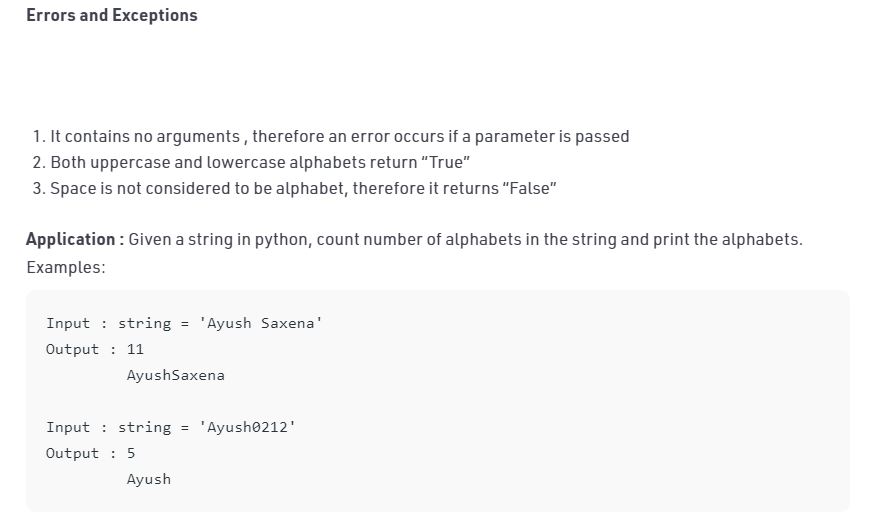 Errors and Exceptions
1. It contains no arguments , therefore an error occurs if a parameter is passed
2. Both uppercase and lowercase alphabets return “True”
3. Space is not considered to be alphabet, therefore it returns “False”
Application : Given a string in python, count number of alphabets in the string and print the alphabets.
Examples:
Input : string = 'Ayush Saxena'
Output : 11
AyushSaxena
Input : string = 'Ayush0212'
Output : 5
Ayush